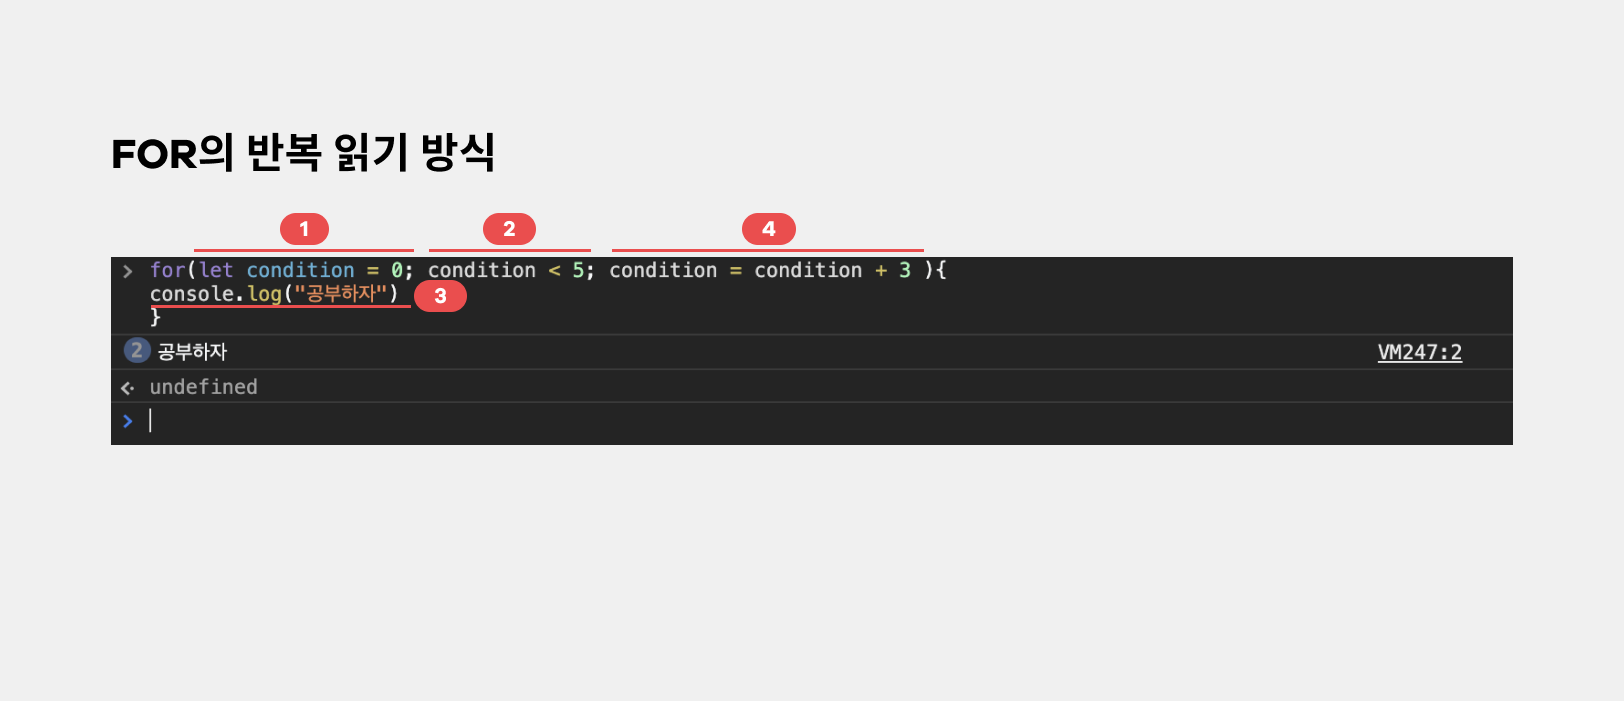 FOR의 반복 읽기 방식
1 2 4
for(let condition = 0; condition < 5; condition = condition + 3 ){
console.log("공부하자") 3
}
2 공부하자 VM247:2
undefined